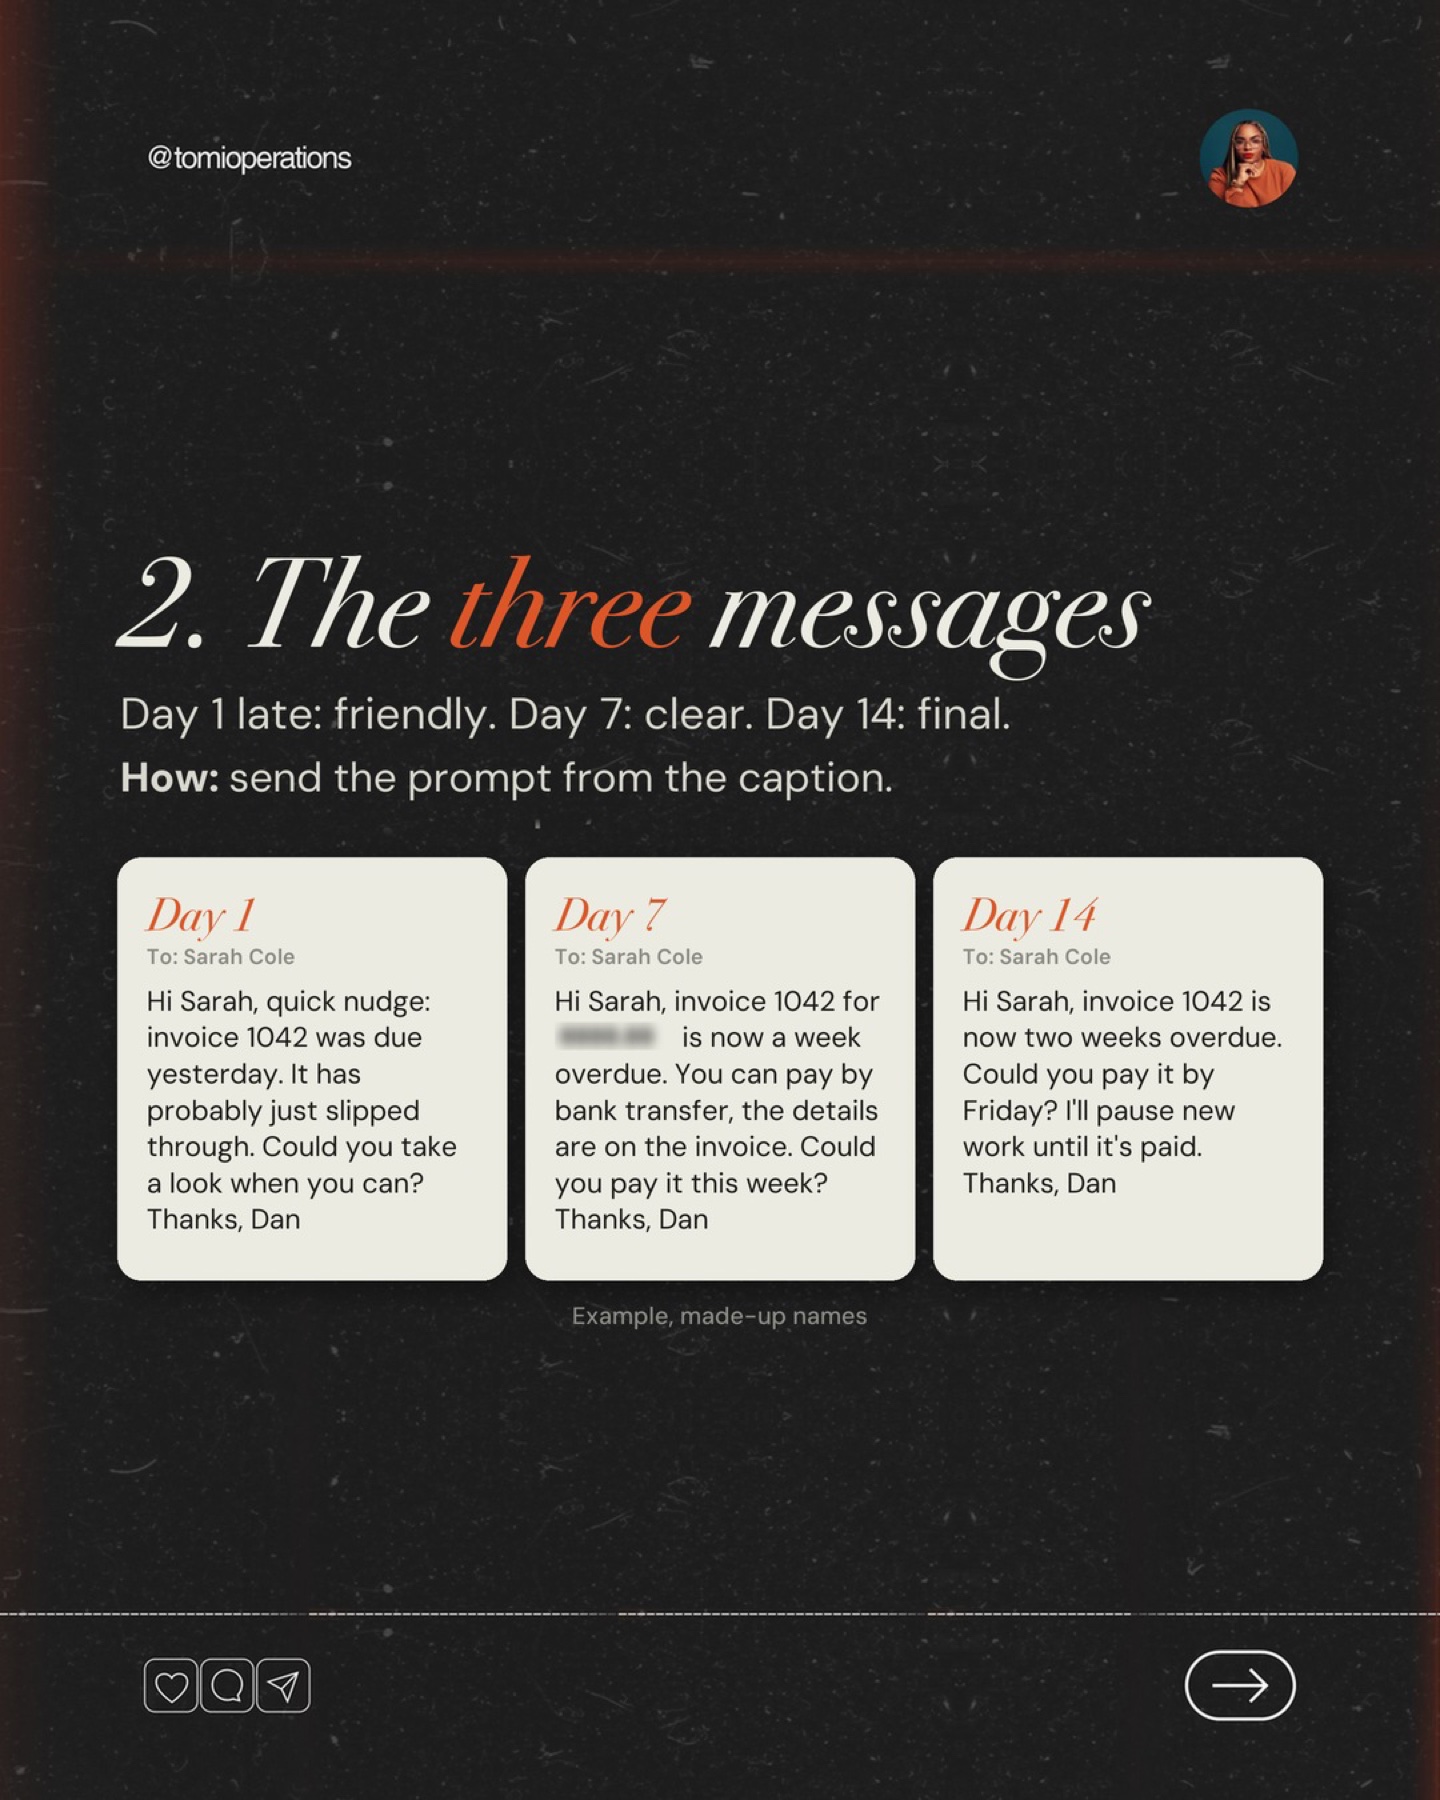 @tomioperations
2. The three messages
Day 1 late: friendly. Day 7: clear. Day 14: final.
How: send the prompt from the caption.
Day 1
To: Sarah Cole
Hi Sarah, quick nudge:
invoice 1042 was due
yesterday. It has
probably just slipped
through. Could you take
a look when you can?
Thanks, Dan
Day 7
To: Sarah Cole
Hi Sarah, invoice 1042 for
is now a week
overdue. You can pay by
bank transfer, the details
are on the invoice. Could
you pay it this week?
Thanks, Dan
Day 14
To: Sarah Cole
Hi Sarah, invoice 1042 is
now two weeks overdue.
Could you pay it by
Friday? I'll pause new
work until it's paid.
Thanks, Dan
Example, made-up names